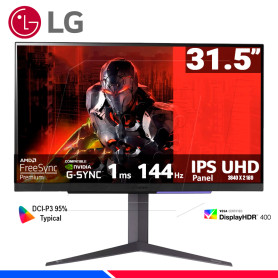 LG
31.5"
AMD
FreeSync
Premium
COMPATIBLE
NVIDIA
G-SYNC
1ms
144Hz
IPS UHD
Panel
3840 X 2160
DCI-P3 95%
Typical
VESA CERTIFIED
DisplayHDR 400